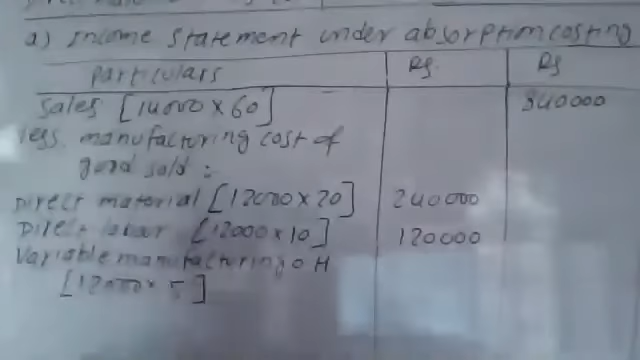 a) Income statement under absorption costing
Particulars Rs Rs
Sales [14000 × 60] 840000
less manufacturing cost of
good sold :
Direct material [12000 × 20] 240000
Direct labour [12000 × 10] 120000
Variable manufacturing OH
[12000 × 5]